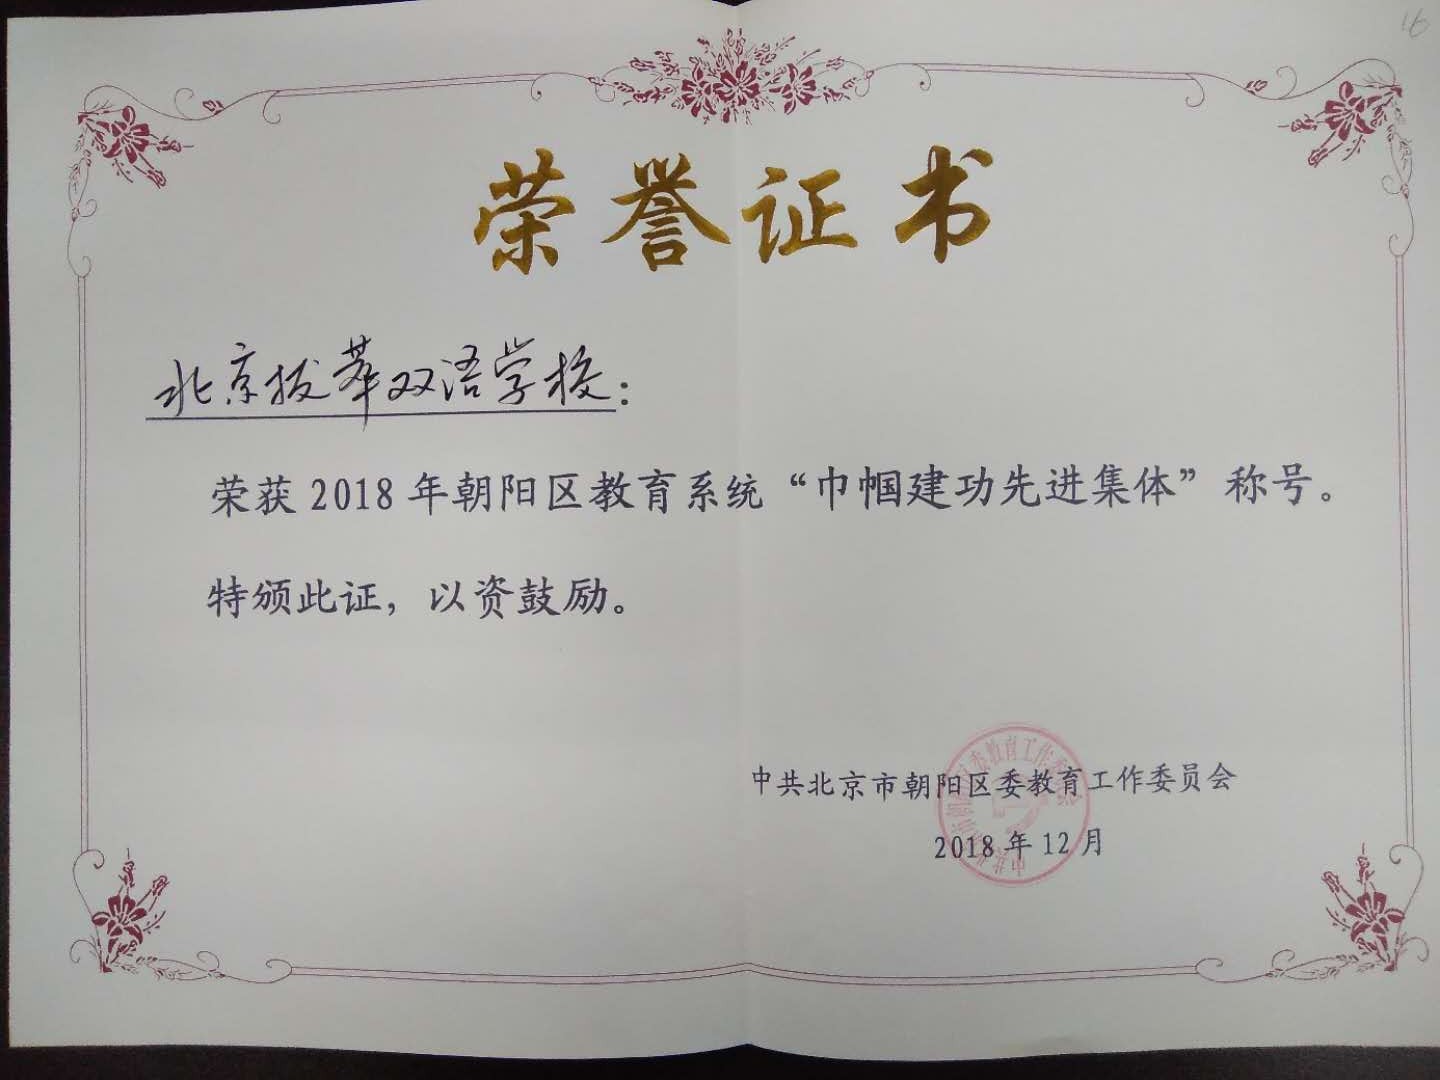 荣誉证书
北京拔萃双语学校：
荣获2018年朝阳区教育系统“巾帼建功先进集体”称号。
特颁此证，以资鼓励。
中共北京市朝阳区委教育工作委员会
2018年12月